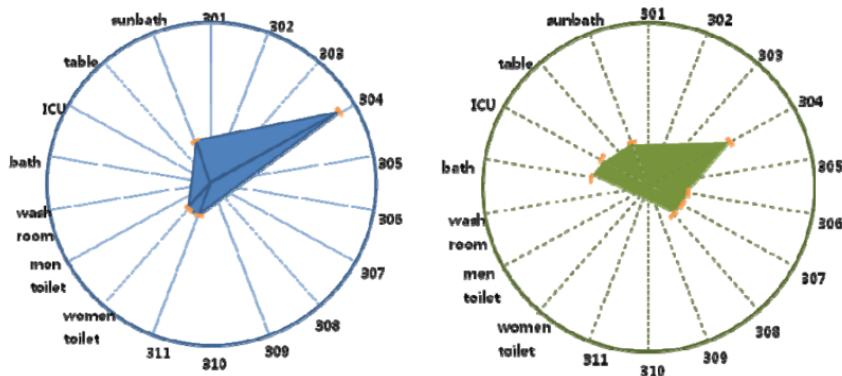 sunbath
301
302
303
304
305
306
307
308
309
310
311
women
toilet
men
toilet
wash
room
bath
ICU
table
sunbath
301
302
303
304
305
306
307
308
309
310
311
women
toilet
men
toilet
wash
room
bath
ICU
table